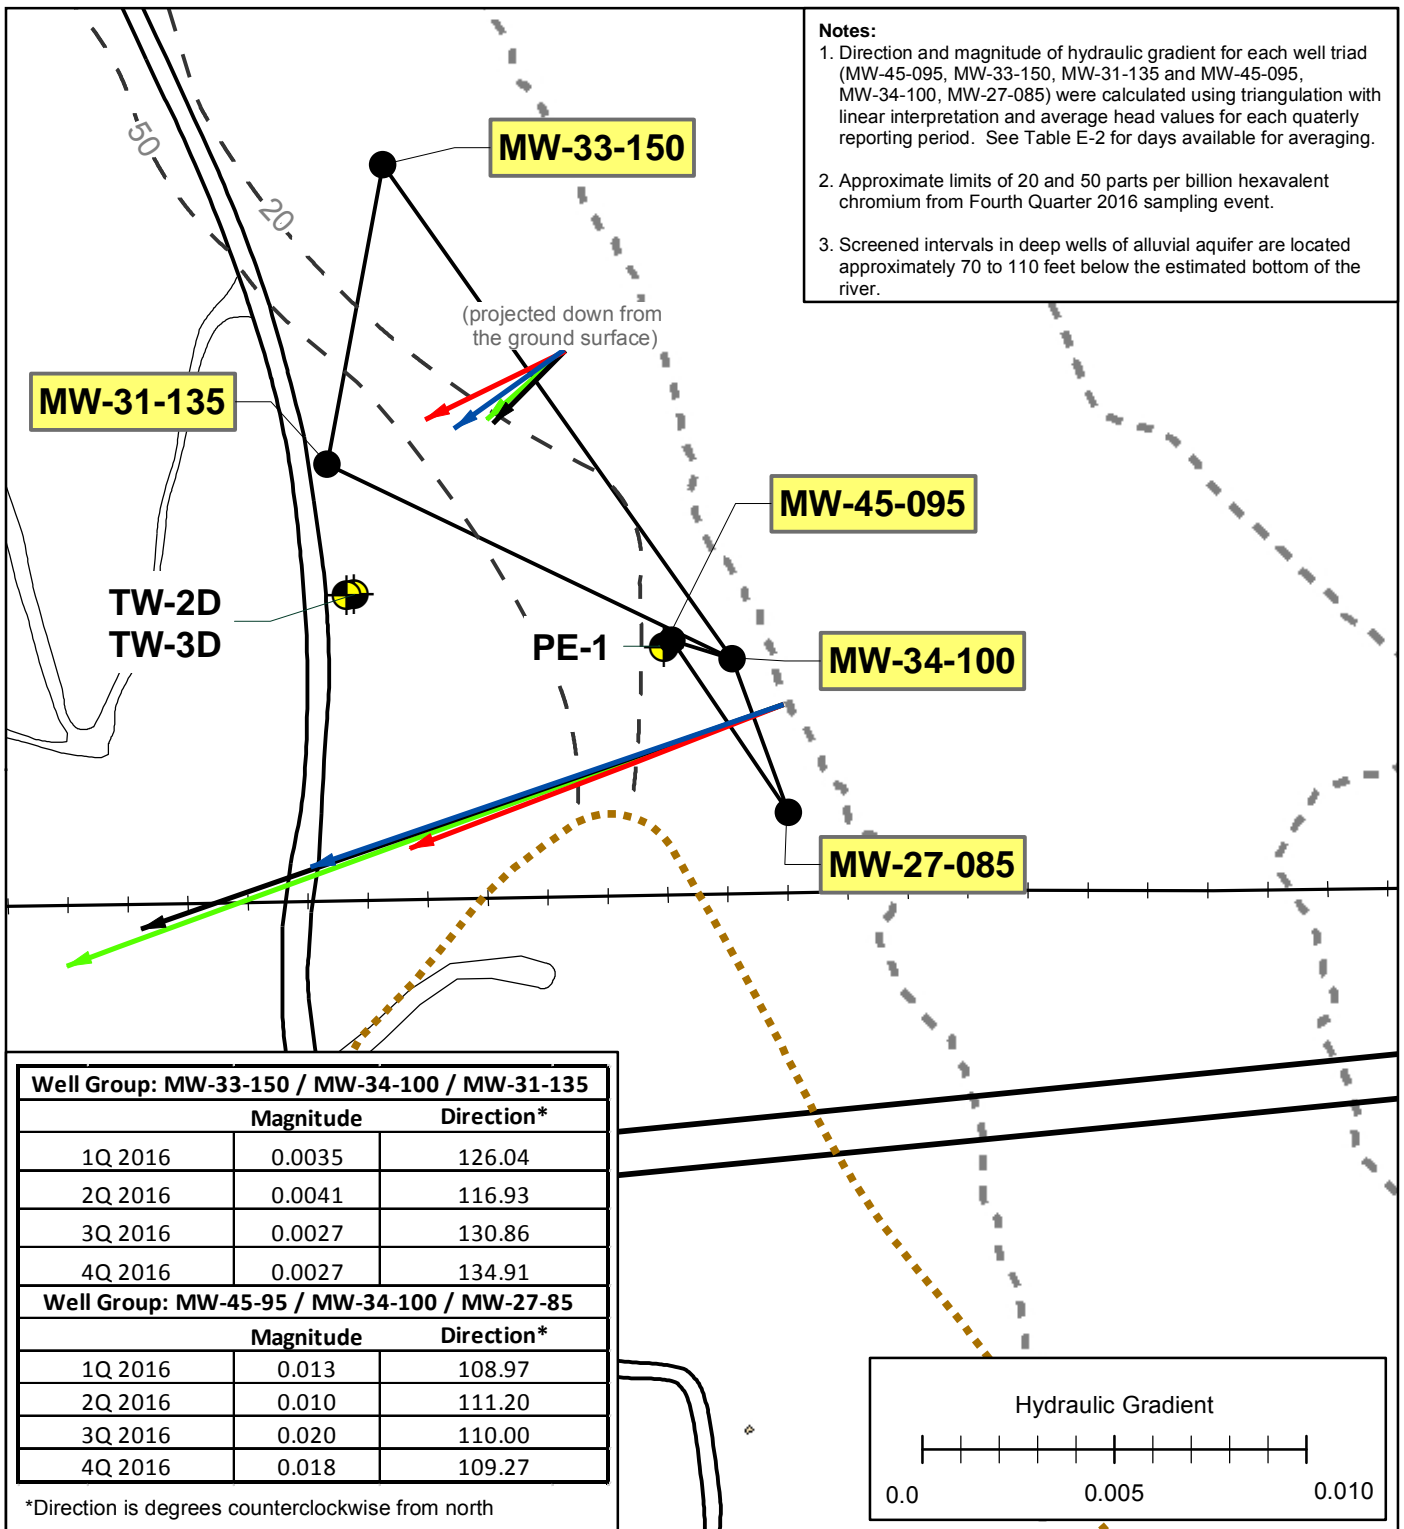 Notes:
1. Direction and magnitude of hydraulic gradient for each well triad
(MW-45-095, MW-33-150, MW-31-135 and MW-45-095,
MW-34-100, MW-27-085) were calculated using triangulation with
linear interpretation and average head values for each quaterly
reporting period. See Table E-2 for days available for averaging.
2. Approximate limits of 20 and 50 parts per billion hexavalent
chromium from Fourth Quarter 2016 sampling event.
3. Screened intervals in deep wells of alluvial aquifer are located
approximately 70 to 110 feet below the estimated bottom of the
river.
50
MW-33-150
20
(projected down from
the ground surface)
MW-31-135
MW-45-095
TW-2D
TW-3D
PE-1
MW-34-100
MW-27-085
Well Group: MW-33-150 / MW-34-100 / MW-31-135
Magnitude Direction*
1Q 2016 0.0035 126.04
2Q 2016 0.0041 116.93
3Q 2016 0.0027 130.86
4Q 2016 0.0027 134.91
Well Group: MW-45-95 / MW-34-100 / MW-27-85
Magnitude Direction*
1Q 2016 0.013 108.97
2Q 2016 0.010 111.20
3Q 2016 0.020 110.00
4Q 2016 0.018 109.27
*Direction is degrees counterclockwise from north
Hydraulic Gradient
0.0 0.005 0.010